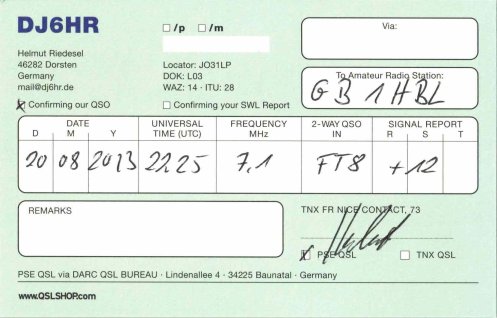 DJ6HR
□ /p □ /m
Via:
Helmut Riedesel
46282 Dorsten
Germany
mail@dj6hr.de
Locator: JO31LP
DOK: L03
WAZ: 14 · ITU: 28
To Amateur Radio Station:
GB1HBL
☒ Confirming our QSO
□ Confirming your SWL Report
DATE UNIVERSAL FREQUENCY 2-WAY QSO SIGNAL REPORT
D M Y TIME (UTC) MHz IN R S T
20 08 2023 2225 7,1 FT8 +12
REMARKS
TNX FR NICE CONTACT, 73
☒ PSE QSL □ TNX QSL
PSE QSL via DARC QSL BUREAU · Lindenallee 4 · 34225 Baunatal · Germany
www.QSLSHOP.com